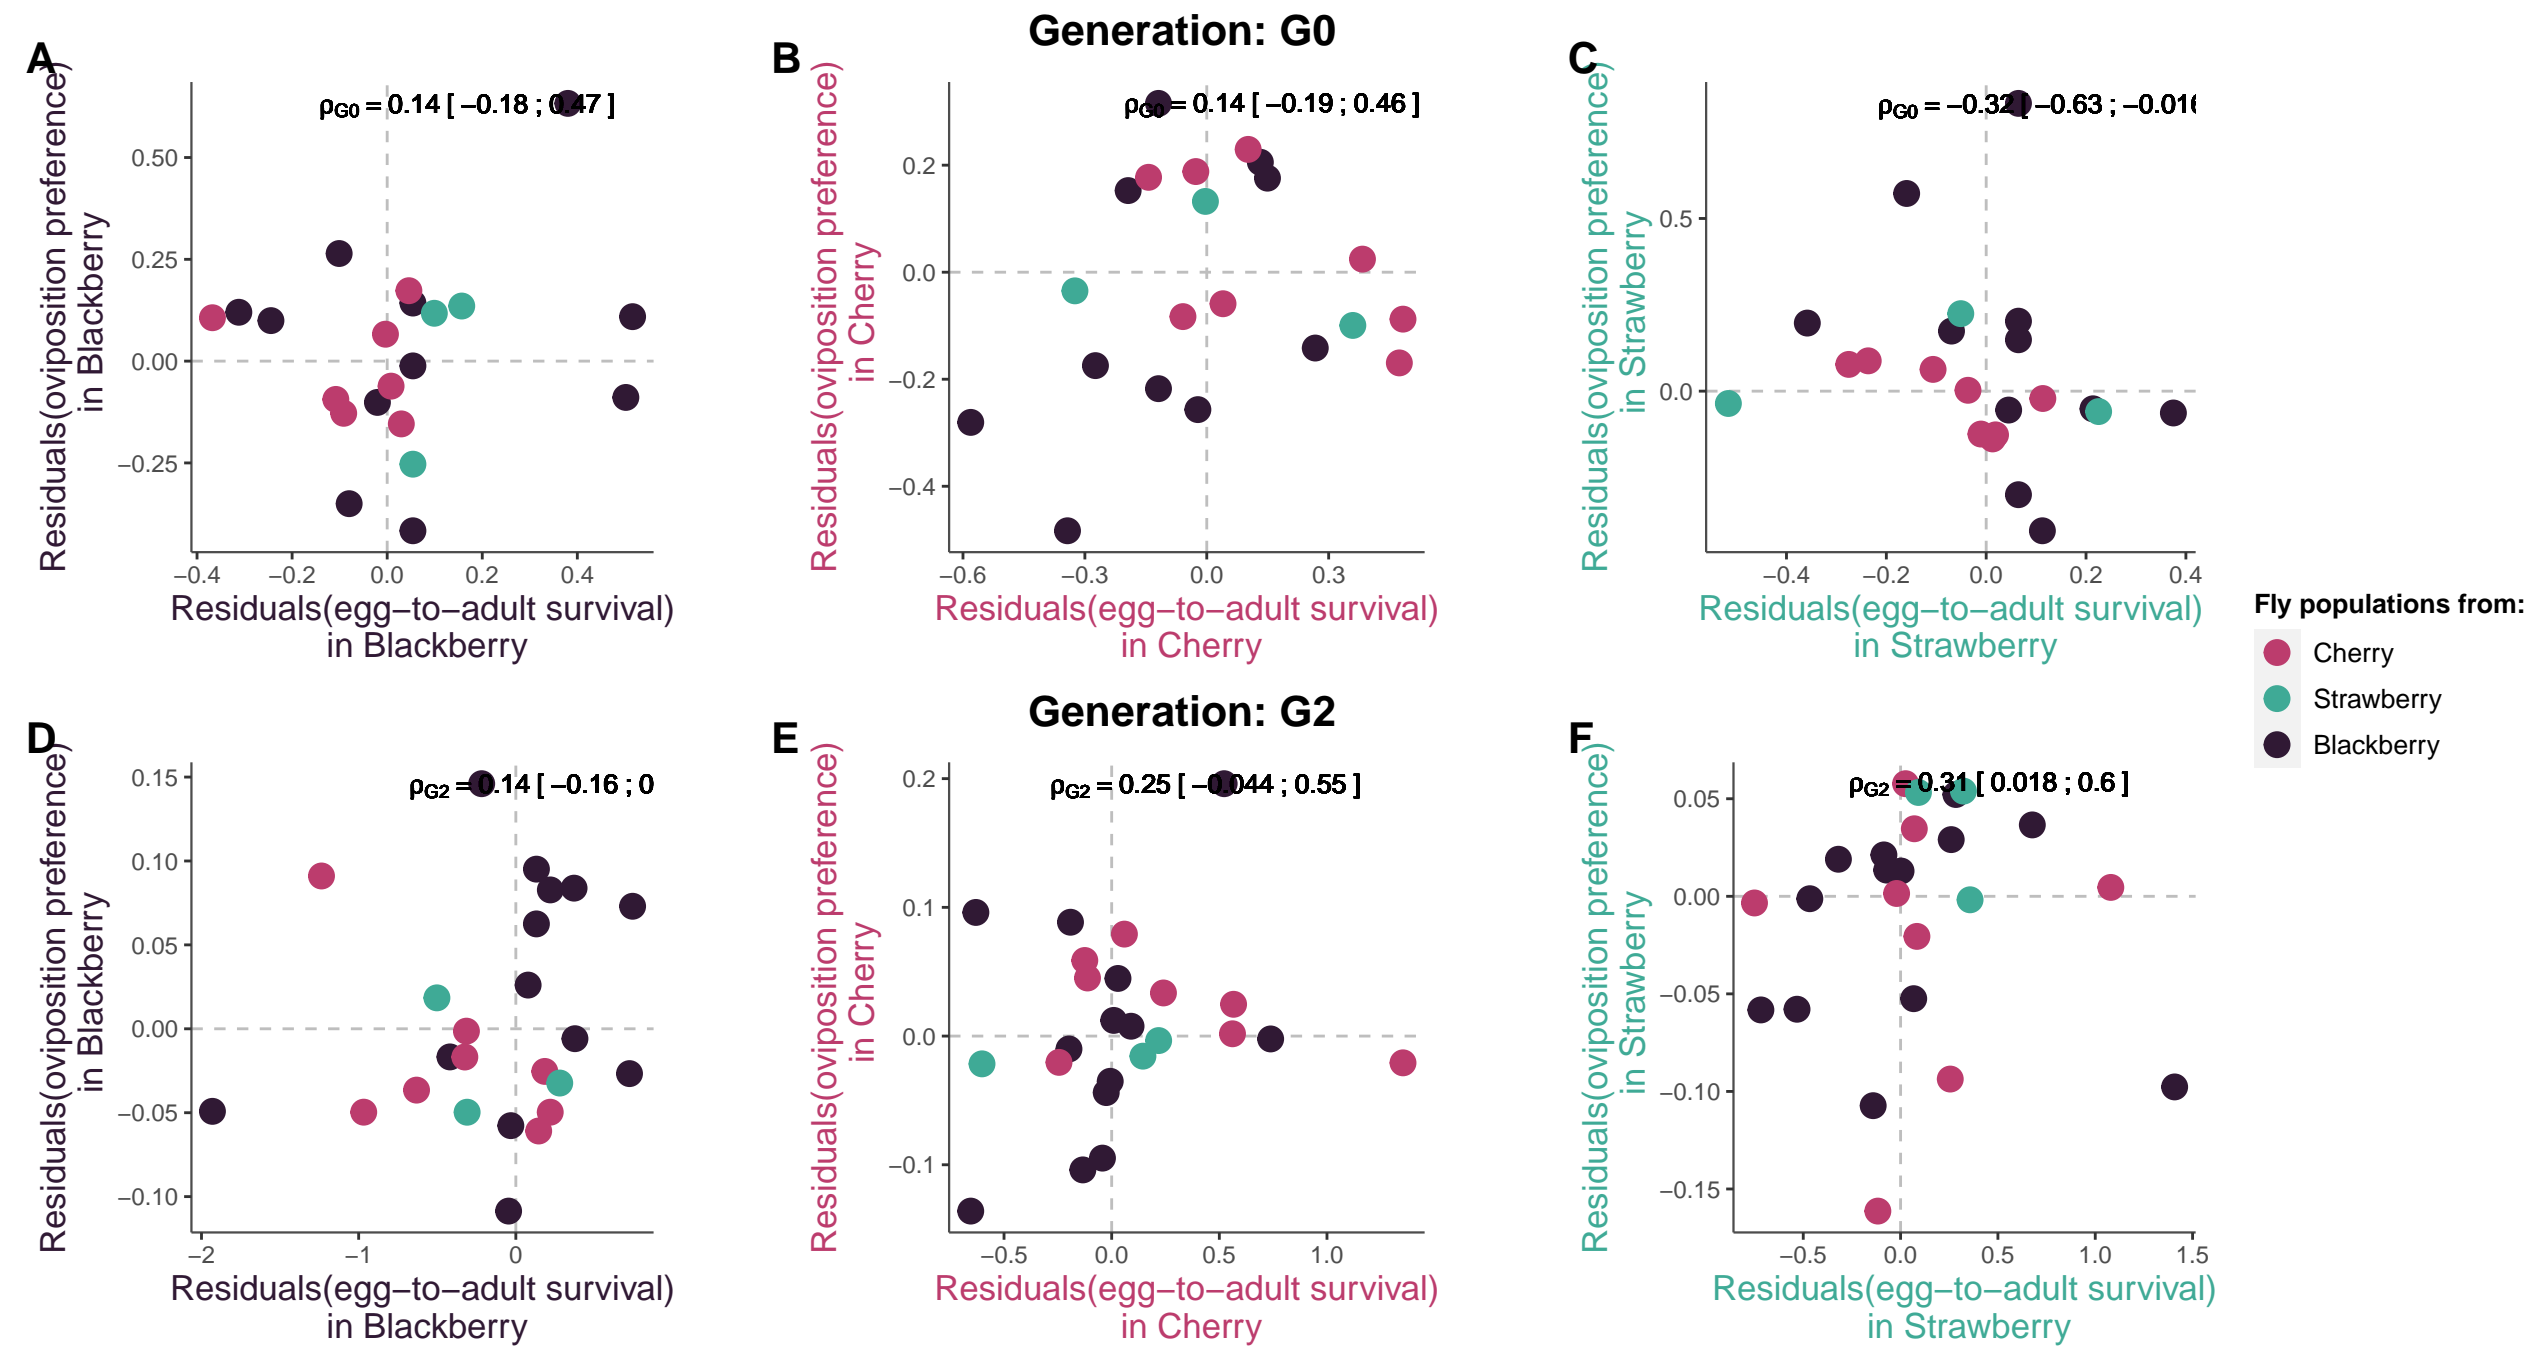 Generation: G0
A
Residuals(oviposition preference)
in Blackberry
ρG0 = 0.14 [ −0.18 ; 0.47 ]
0.50
0.25
0.00
−0.25
−0.4
−0.2
0.0
0.2
0.4
Residuals(egg−to−adult survival)
in Blackberry
B
Residuals(oviposition preference)
in Cherry
ρG0 = 0.14 [ −0.19 ; 0.46 ]
0.2
0.0
−0.2
−0.4
−0.6
−0.3
0.0
0.3
Residuals(egg−to−adult survival)
in Cherry
C
Residuals(oviposition preference)
in Strawberry
ρG0 = −0.32 [ −0.63 ; −0.016
0.5
0.0
−0.4
−0.2
0.0
0.2
0.4
Residuals(egg−to−adult survival)
in Strawberry
Fly populations from:
Cherry
Strawberry
Blackberry
Generation: G2
D
Residuals(oviposition preference)
in Blackberry
ρG2 = 0.14 [ −0.16 ; 0
0.15
0.10
0.05
0.00
−0.05
−0.10
−2
−1
0
Residuals(egg−to−adult survival)
in Blackberry
E
Residuals(oviposition preference)
in Cherry
ρG2 = 0.25 [ −0.044 ; 0.55 ]
0.2
0.1
0.0
−0.1
−0.5
0.0
0.5
1.0
Residuals(egg−to−adult survival)
in Cherry
F
Residuals(oviposition preference)
in Strawberry
ρG2 = 0.31 [ 0.018 ; 0.6 ]
0.05
0.00
−0.05
−0.10
−0.15
−0.5
0.0
0.5
1.0
1.5
Residuals(egg−to−adult survival)
in Strawberry